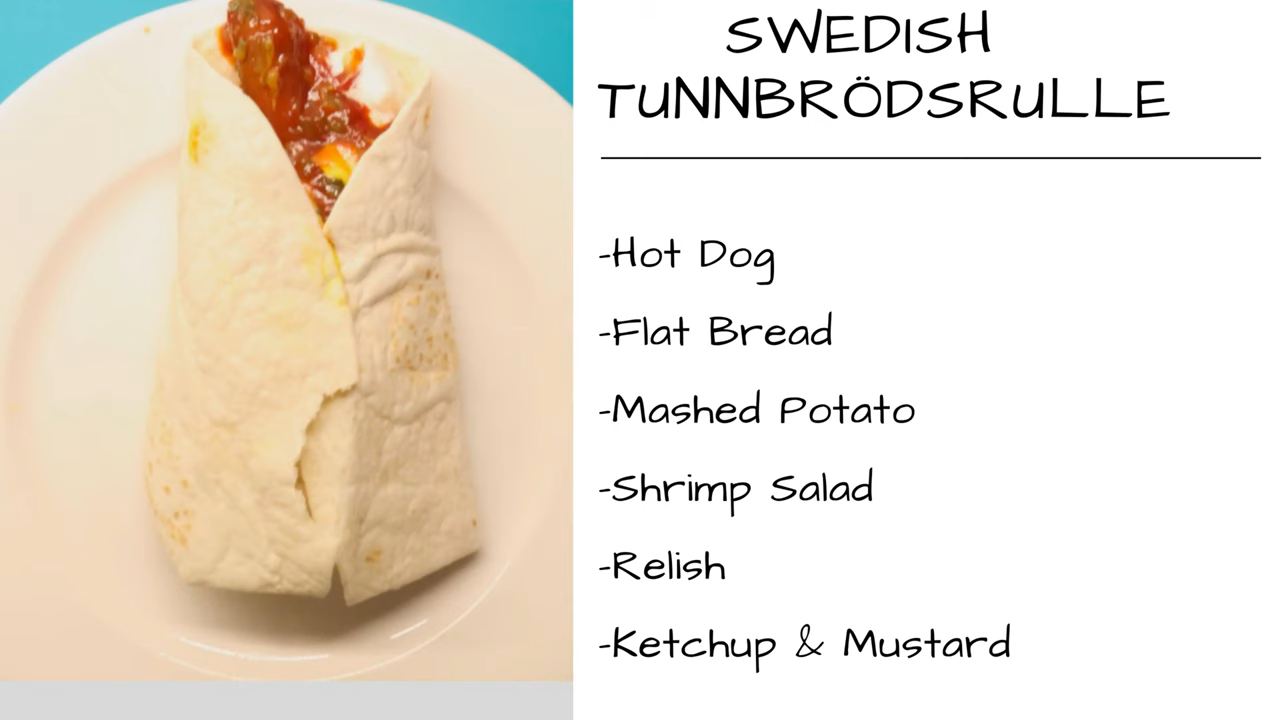 SWEDISH
TUNNBRÖDSRULLE
-Hot Dog
-Flat Bread
-Mashed Potato
-Shrimp Salad
-Relish
-Ketchup & Mustard